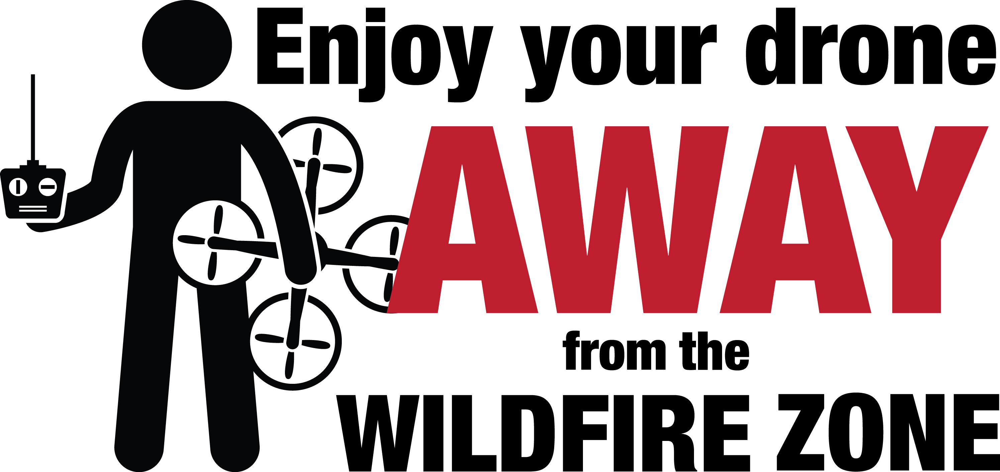 Enjoy your drone
AWAY
from the
WILDFIRE ZONE